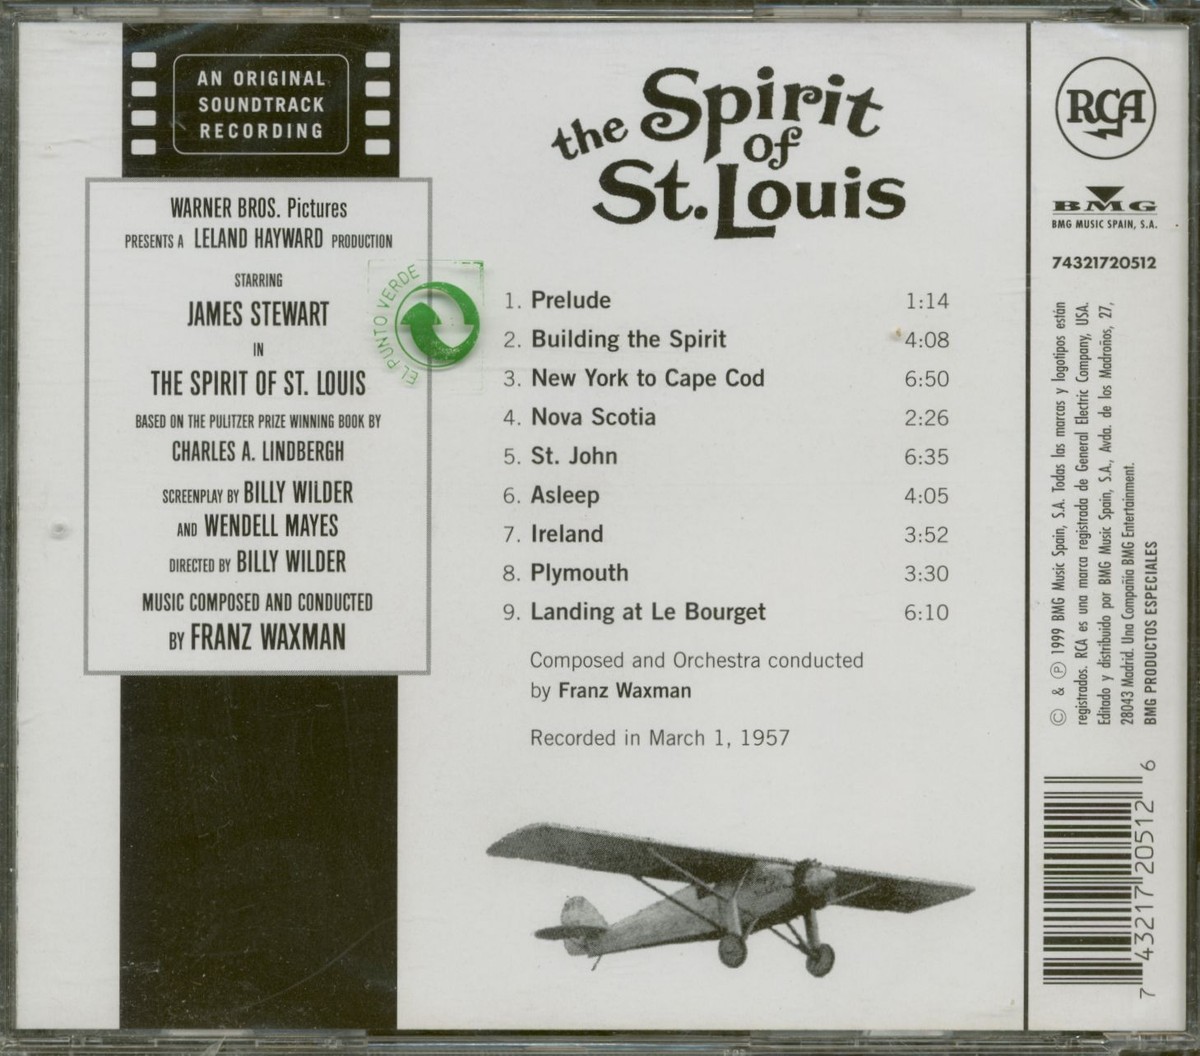 AN ORIGINAL
SOUNDTRACK
RECORDING
WARNER BROS. Pictures
PRESENTS A LELAND HAYWARD PRODUCTION
STARRING
JAMES STEWART
IN
THE SPIRIT OF ST. LOUIS
BASED ON THE PULITZER PRIZE WINNING BOOK BY
CHARLES A. LINDBERGH
SCREENPLAY BY BILLY WILDER
AND WENDELL MAYES
DIRECTED BY BILLY WILDER
MUSIC COMPOSED AND CONDUCTED
BY FRANZ WAXMAN
EL PUNTO VERDE
the Spirit
of
St. Louis
1. Prelude 1:14
2. Building the Spirit 4:08
3. New York to Cape Cod 6:50
4. Nova Scotia 2:26
5. St. John 6:35
6. Asleep 4:05
7. Ireland 3:52
8. Plymouth 3:30
9. Landing at Le Bourget 6:10
Composed and Orchestra conducted
by Franz Waxman
Recorded in March 1, 1957
RCA
BMG
BMG MUSIC SPAIN, S.A.
74321720512
© & ℗ 1999 BMG Music Spain, S.A. Todas las marcas y logotipos están
registrados. RCA es una marca registrada de General Electric Company, USA.
Editado y distribuido por BMG Music Spain, S.A., Avda. de los Madroños, 27,
28043 Madrid. Una Compañia BMG Entertainment.
BMG PRODUCTOS ESPECIALES
7 43217 20512 6